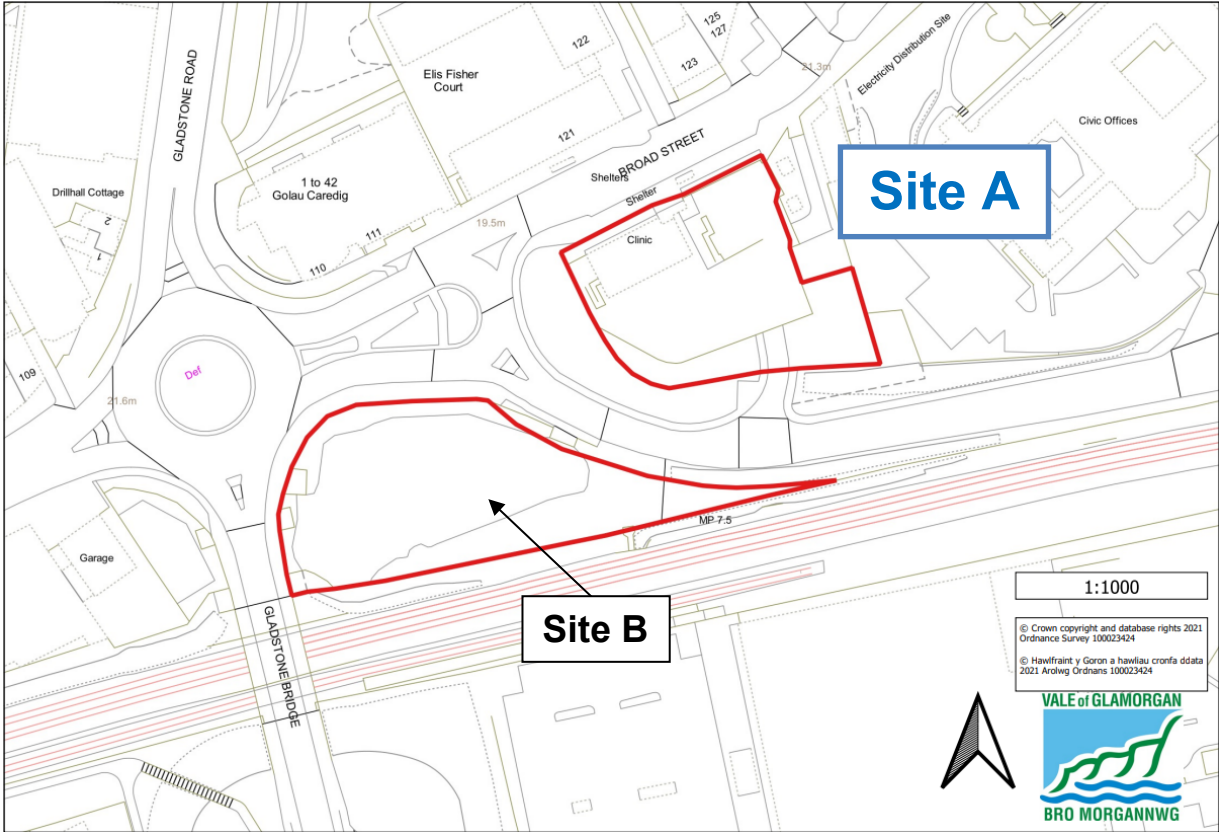 GLADSTONE ROAD
Drillhall Cottage
2
1
109
21.6m
Def
Garage
GLADSTONE BRIDGE
1 to 42
Golau Caredig
110
111
19.5m
Elis Fisher
Court
122
121
125
127
123
BROAD STREET
21.3m
Shelters
Shelter
Clinic
Electricity Distribution Site
Civic Offices
Site A
MP 7.5
Site B
1:1000
© Crown copyright and database rights 2021
Ordnance Survey 100023424
© Hawlfraint y Goron a hawliau cronfa ddata
2021 Arolwg Ordnans 100023424
VALE of GLAMORGAN
BRO MORGANNWG